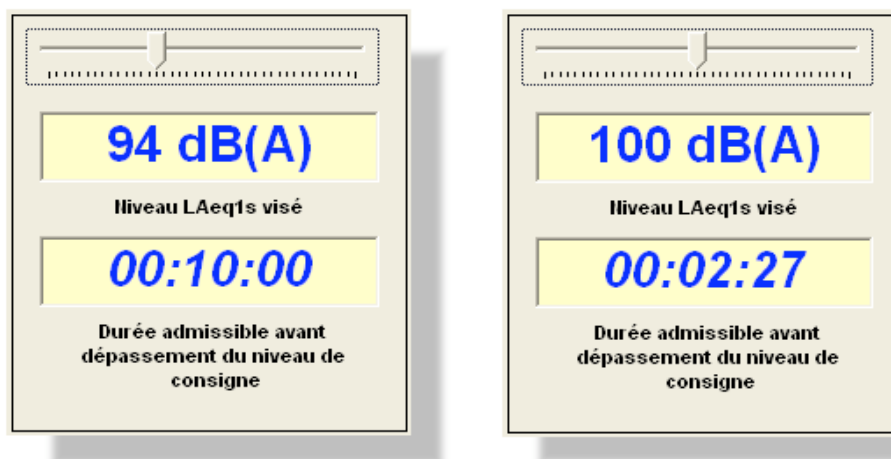 94 dB(A)
Niveau LAeq1s visé
00:10:00
Durée admissible avant
dépassement du niveau de
consigne
100 dB(A)
Niveau LAeq1s visé
00:02:27
Durée admissible avant
dépassement du niveau de
consigne